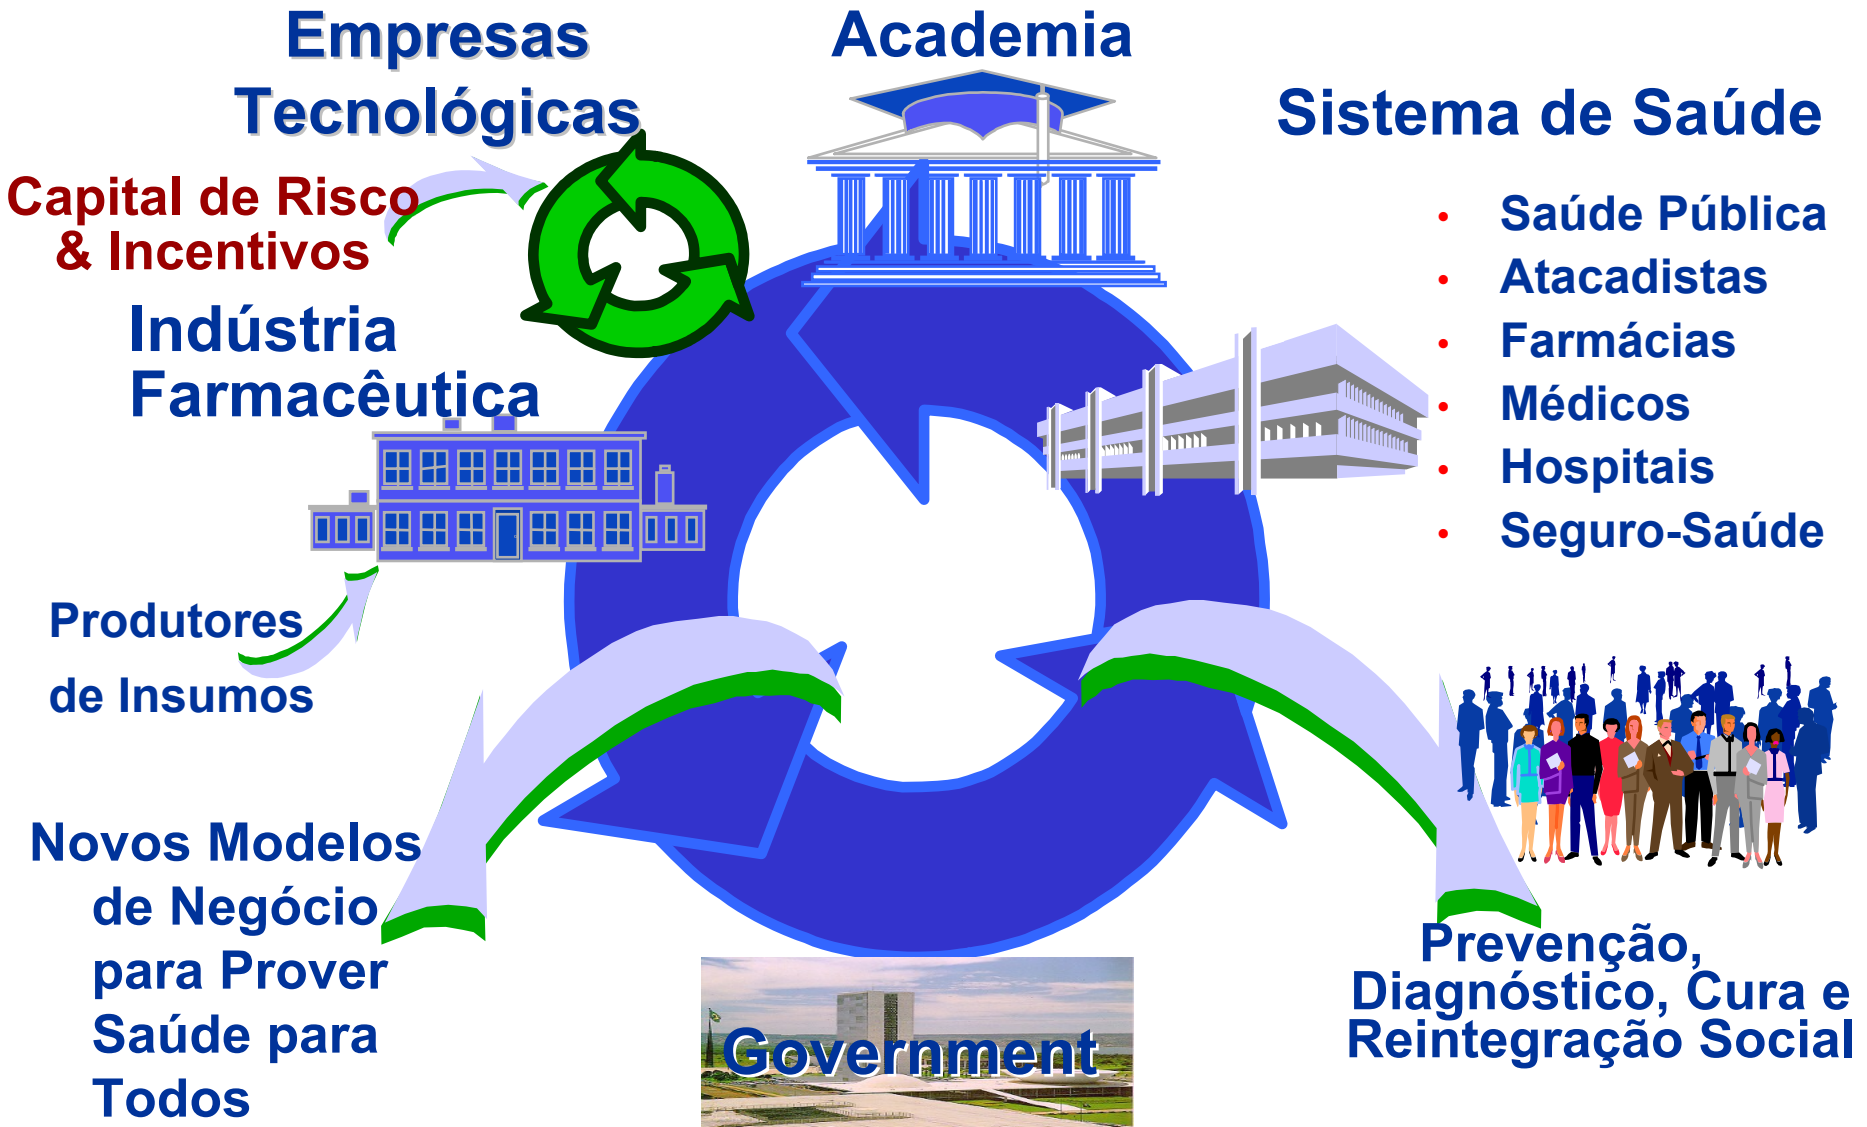 Empresas
Tecnológicas
Academia
Sistema de Saúde
Capital de Risco
& Incentivos
Indústria
Farmacêutica
• Saúde Pública
• Atacadistas
• Farmácias
• Médicos
• Hospitais
• Seguro-Saúde
Produtores
de Insumos
Novos Modelos
de Negócio
para Prover
Saúde para
Todos
Government
Prevenção,
Diagnóstico, Cura e
Reintegração Social